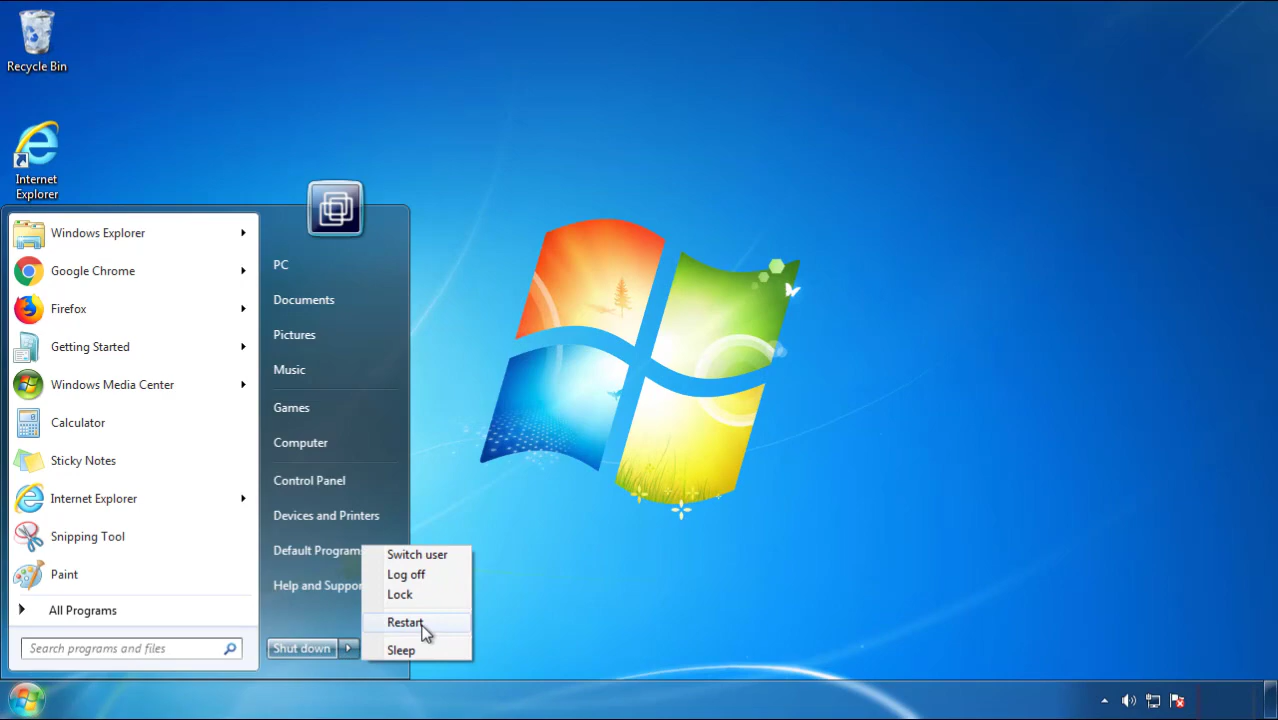 Recycle Bin
Internet
Explorer
Windows Explorer
Google Chrome
Firefox
Getting Started
Windows Media Center
Calculator
Sticky Notes
Internet Explorer
Snipping Tool
Paint
All Programs
Search programs and files
PC
Documents
Pictures
Music
Games
Computer
Control Panel
Devices and Printers
Default Program
Help and Suppor
Shut down
Switch user
Log off
Lock
Restart
Sleep